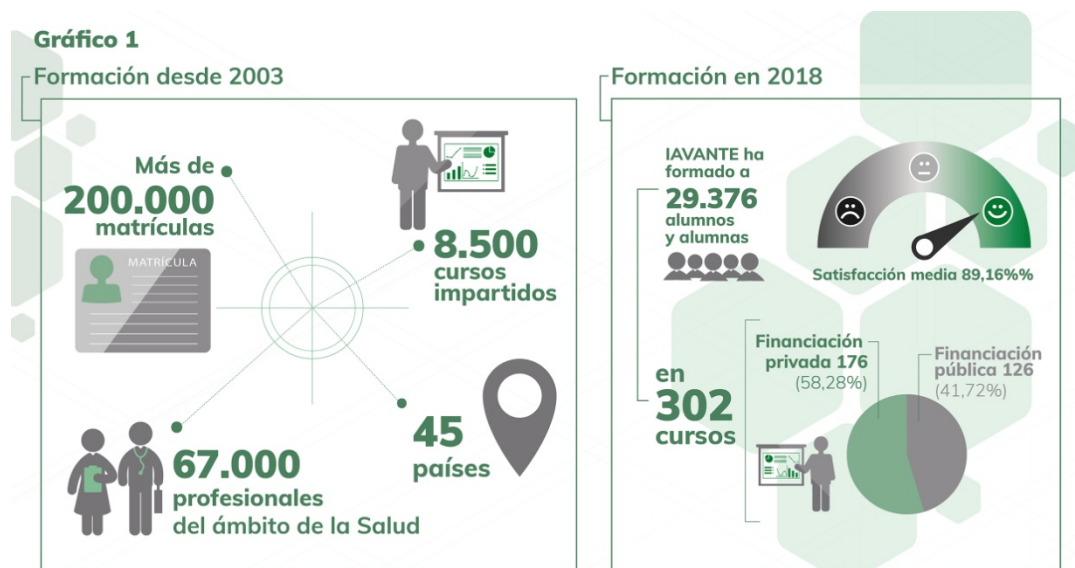 Gráfico 1
Formación desde 2003
Más de
200.000
matrículas
MATRÍCULA
8.500
cursos
impartidos
45
países
67.000
profesionales
del ámbito de la Salud
Formación en 2018
IAVANTE ha
formado a
29.376
alumnos
y alumnas
Satisfacción media 89,16%%
en
302
cursos
Financiación
privada 176
(58,28%)
Financiación
pública 126
(41,72%)